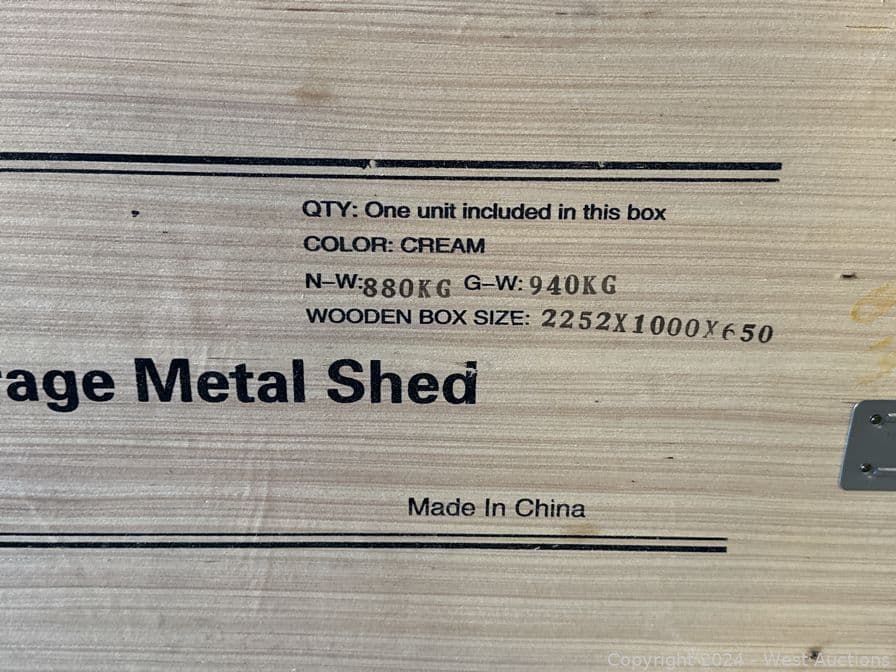 QTY: One unit included in this box
COLOR: CREAM
N–W:880KG G–W: 940KG
WOODEN BOX SIZE: 2252X1000X650
rage Metal Shed
Made In China
Copyright 2024 - West Auctions